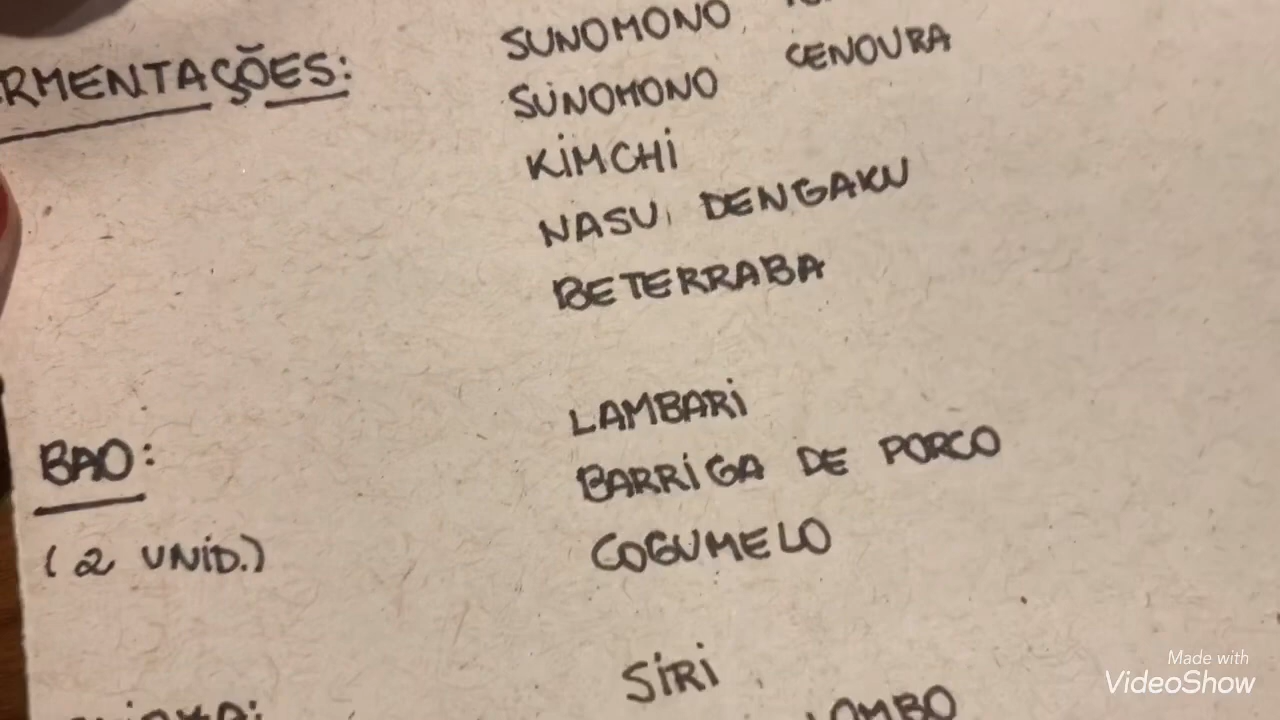 SUNOMONO
RMENTAÇÕES:
SUNOMONO CENOURA
KIMCHI
NASU DENGAKU
BETERRABA
LAMBARI
BAO:
BARRIGA DE PORCO
(2 UNID.)
COGUMELO
SIRI
LOMBO
Made with
VideoShow